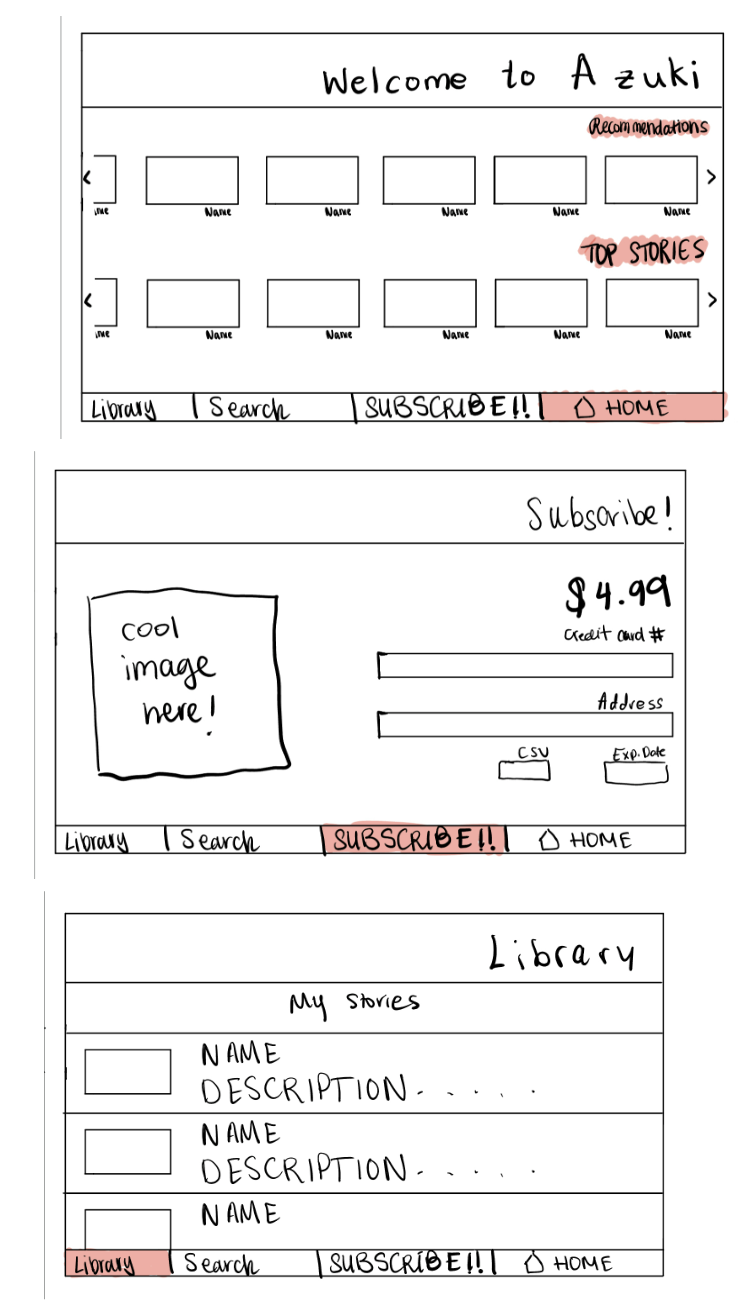 Welcome to Azuki
Recommendations
< >
ıme Name Name Name Name Name
TOP STORIES
< >
ıme Name Name Name Name Name
Library | Search | SUBSCRIBE!! | HOME
Subscribe!
cool
image
here!
$4.99
Credit Card #
Address
CSV Exp. Date
Library | Search | SUBSCRIBE!! | HOME
Library
My Stories
NAME
DESCRIPTION - - . . . .
NAME
DESCRIPTION - - . . . .
NAME
Library | Search | SUBSCRIBE!! | HOME